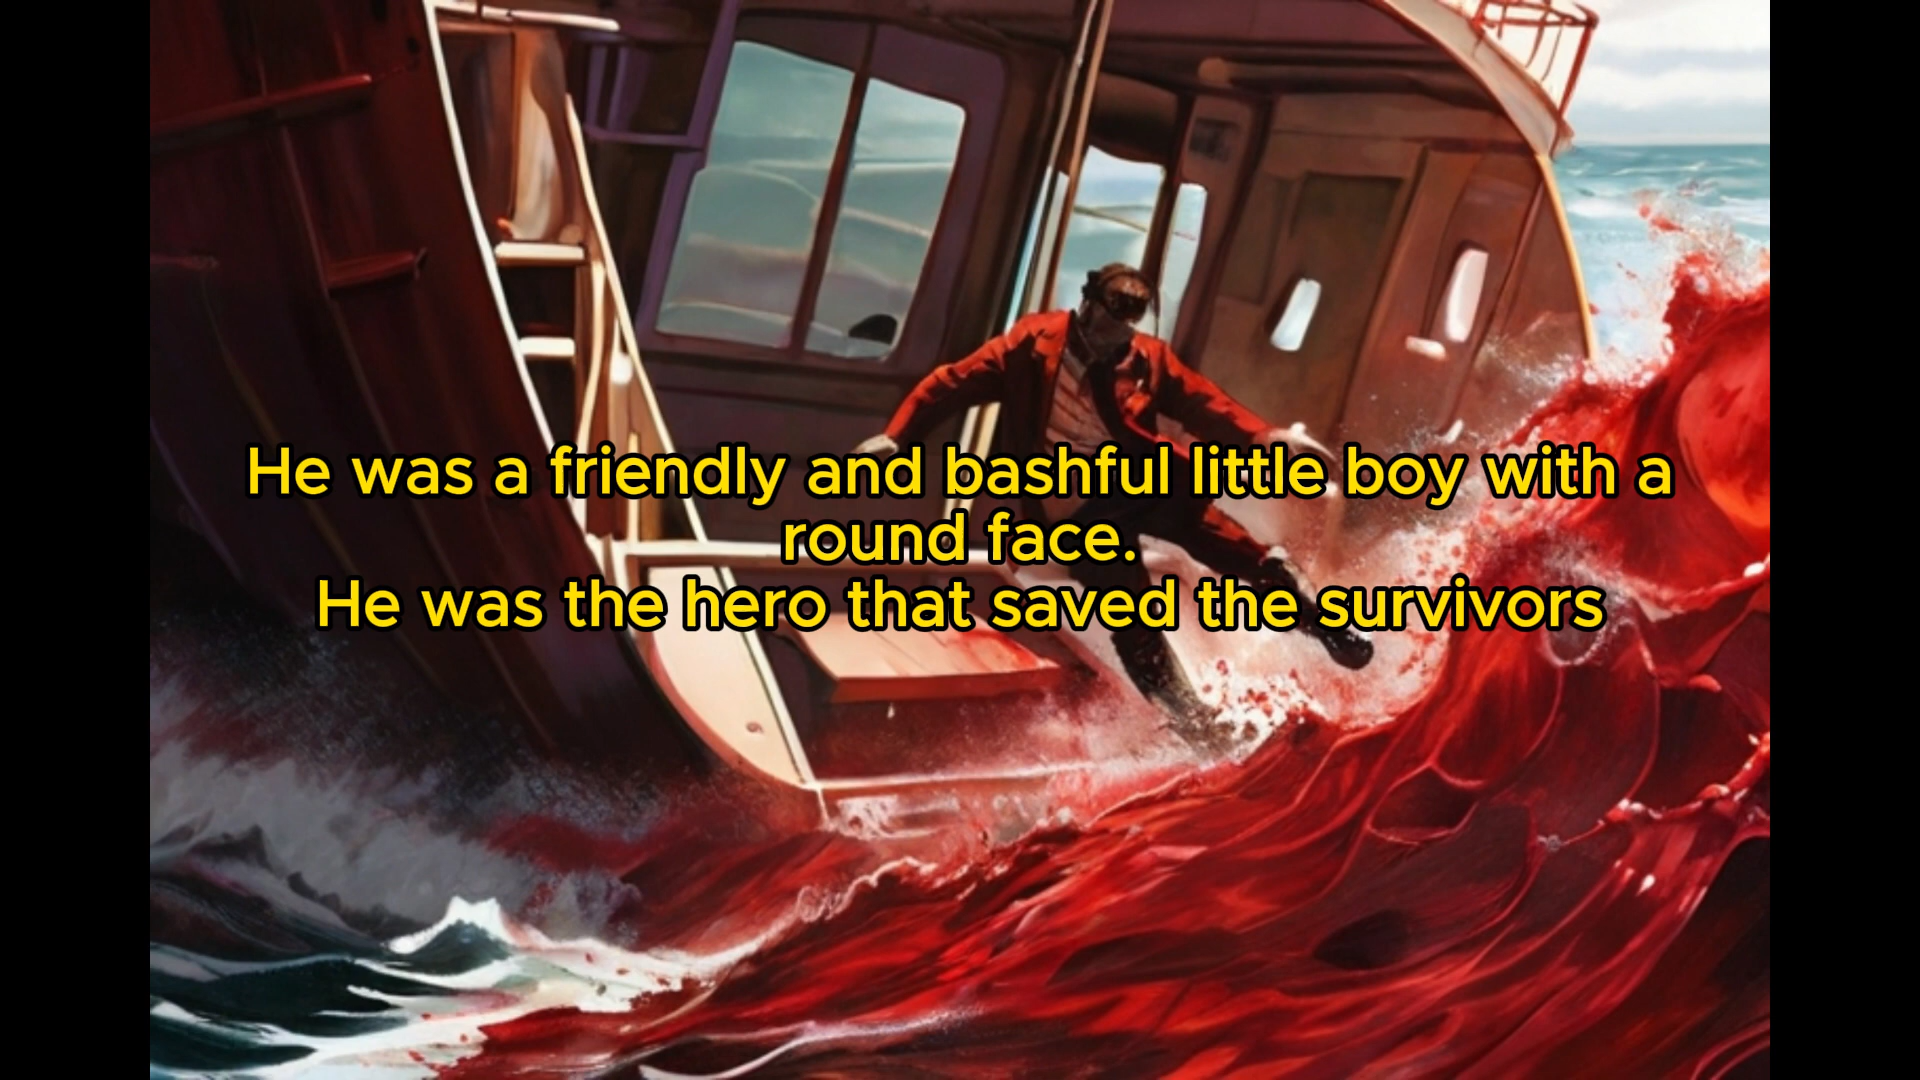 He was a friendly and bashful little boy with a
round face.
He was the hero that saved the survivors